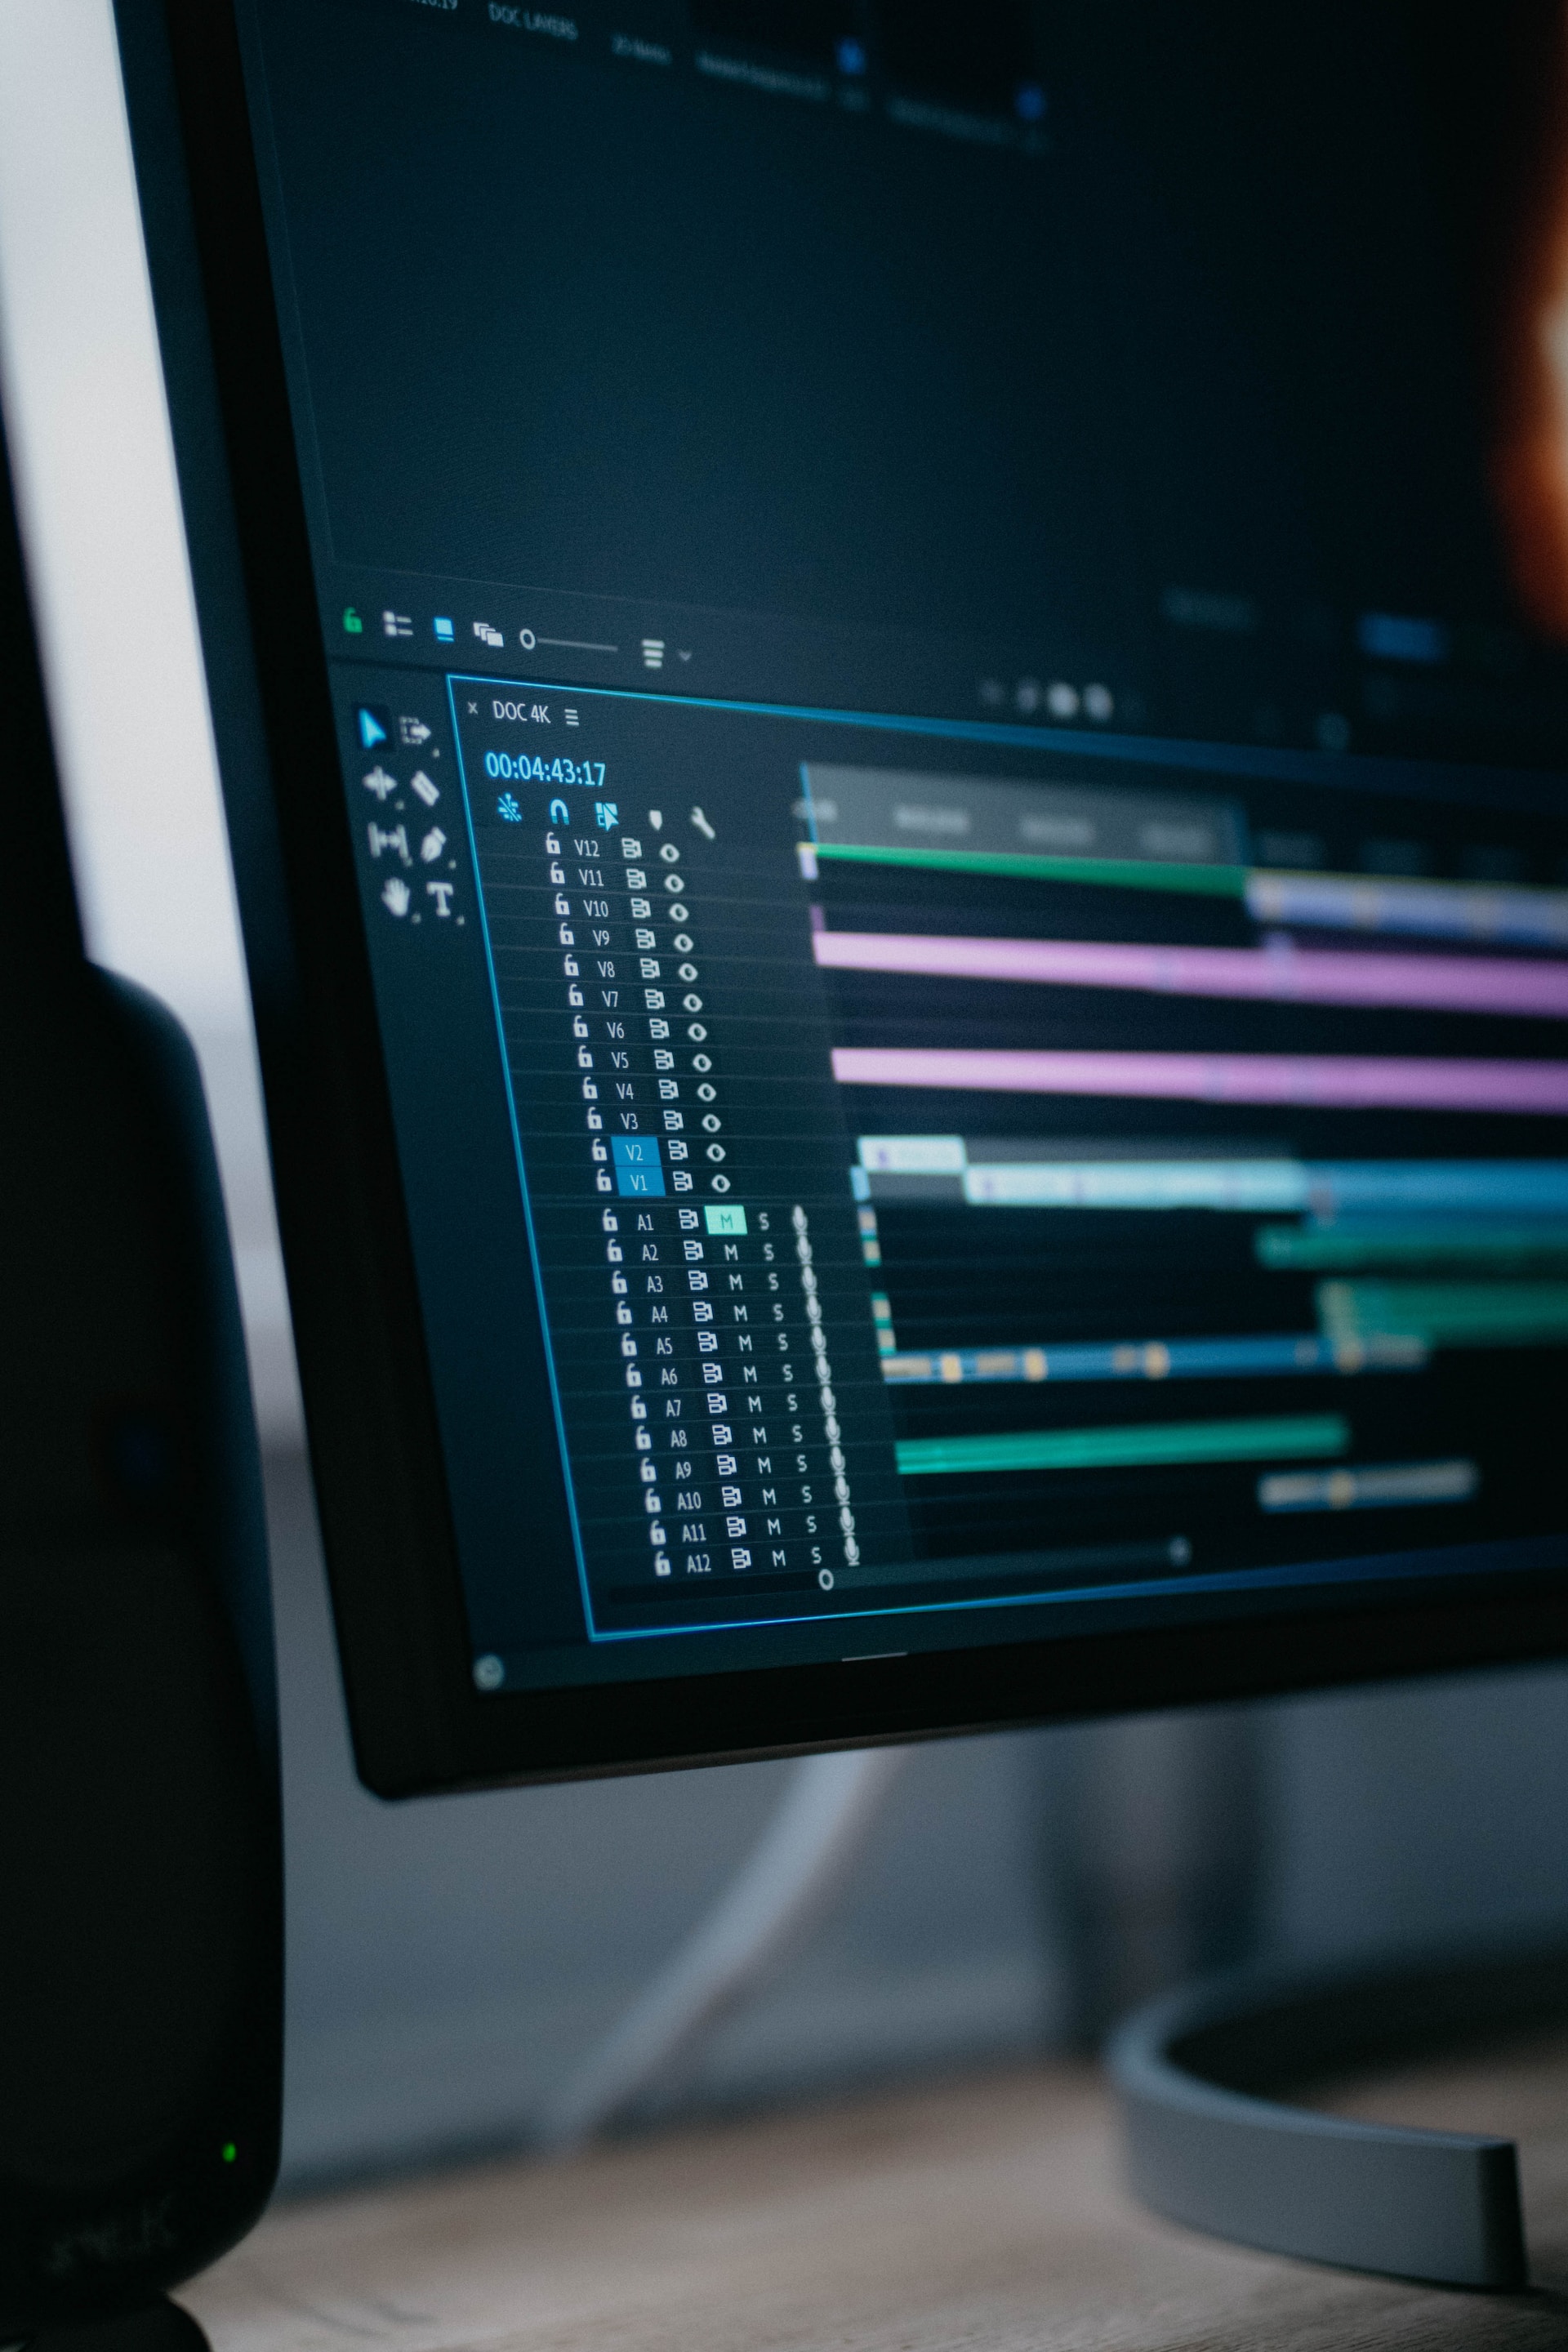 DOC LAYERS
DOC 4K
00:04:43:17
V12
V11
V10
V9
V8
V7
V6
V5
V4
V3
V2
V1
A1 M S
A2 M S
A3 M S
A4 M S
A5 M S
A6 M S
A7 M S
A8 M S
A9 M S
A10 M S
A11 M S
A12 M S